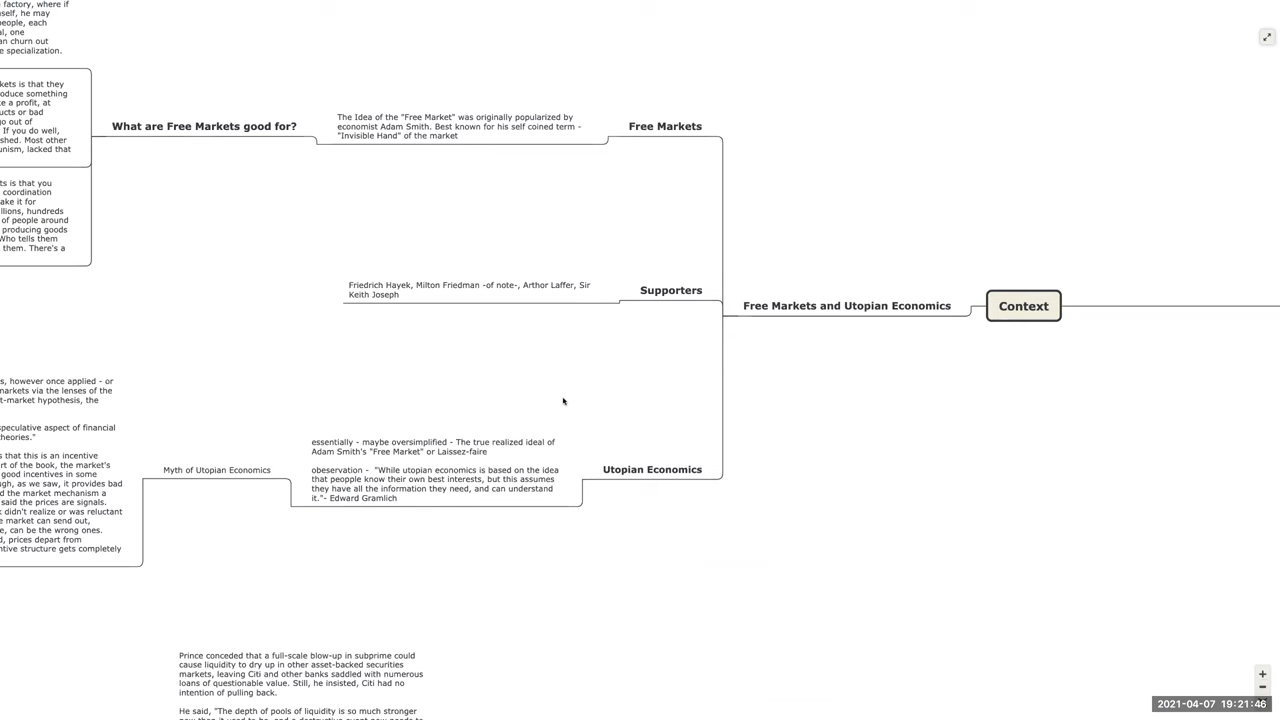 factory, where if
self, he may
people, each
al, one
an churn out
e specialization.
kets is that they
oduce something
ke a profit, at
ucts or bad
go out of
If you do well,
shed. Most other
unism, lacked that
ts is that you
coordination
ake it for
llions, hundreds
of people around
producing goods
Who tells them
them. There's a
What are Free Markets good for?
The Idea of the "Free Market" was originally popularized by
economist Adam Smith. Best known for his self coined term -
"Invisible Hand" of the market
Free Markets
Friedrich Hayek, Milton Friedman -of note-, Arthor Laffer, Sir
Keith Joseph
Supporters
Free Markets and Utopian Economics
Context
s, however once applied - or
markets via the lenses of the
t-market hypothesis, the
speculative aspect of financial
theories."
s that this is an incentive
rt of the book, the market's
good incentives in some
ugh, as we saw, it provides bad
d the market mechanism a
said the prices are signals.
k didn't realize or was reluctant
e market can send out,
e, can be the wrong ones.
d, prices depart from
ntive structure gets completely
Myth of Utopian Economics
essentially - maybe oversimplified - The true realized ideal of
Adam Smith's "Free Market" or Laissez-faire
observation - "While utopian economics is based on the idea
that people know their own best interests, but this assumes
they have all the information they need, and can understand
it."- Edward Gramlich
Utopian Economics
Prince conceded that a full-scale blow-up in subprime could
cause liquidity to dry up in other asset-backed securities
markets, leaving Citi and other banks saddled with numerous
loans of questionable value. Still, he insisted, Citi had no
intention of pulling back.
He said, "The depth of pools of liquidity is so much stronger
2021-04-07 19:21:46